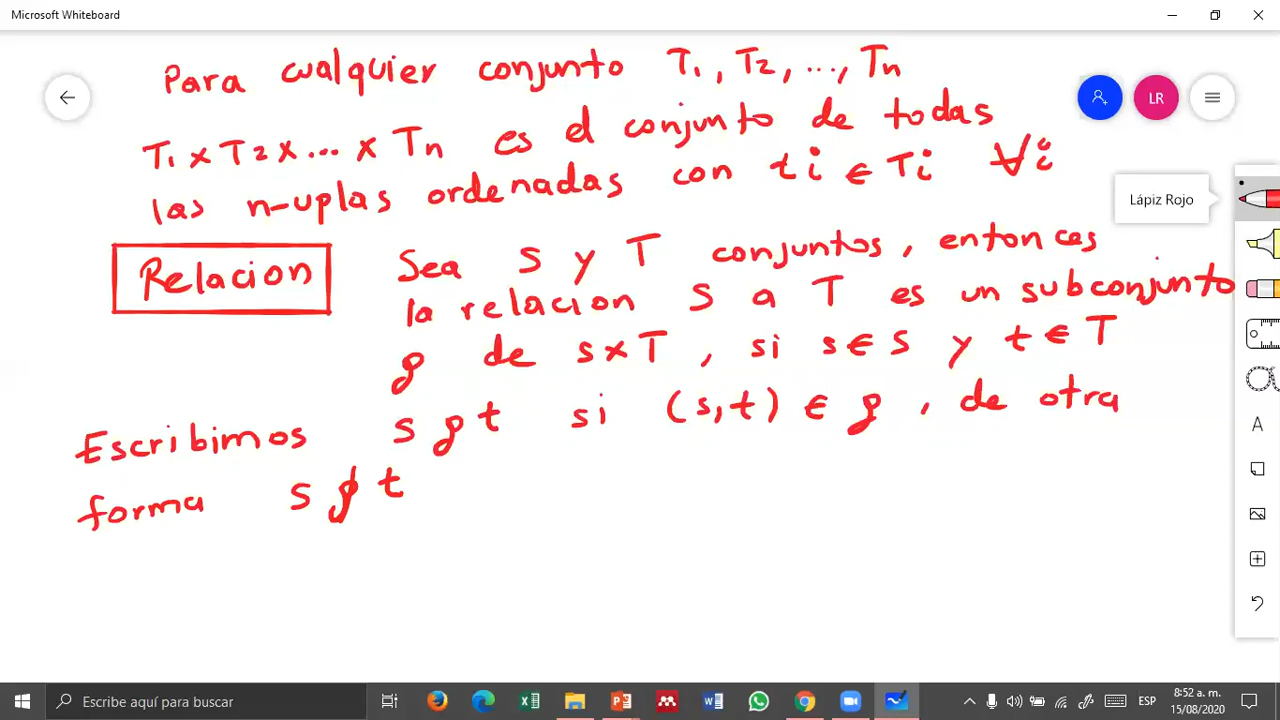 Microsoft Whiteboard
Para cualquier conjunto T1, T2, ..., Tn
T1 x T2 x ... x Tn es el conjunto de todas
las n-uplas ordenadas con ti ∈ Ti ∀i
LR
Lápiz Rojo
Relacion
Sea S y T conjuntos, entonces
la relacion S a T es un subconjunto
ρ de s×T, si s∈S y t∈T
Escribimos s ρ t si (s,t) ∈ ρ, de otra
forma s ρ̸ t
Escribe aquí para buscar
ESP
8:52 a. m.
15/08/2020